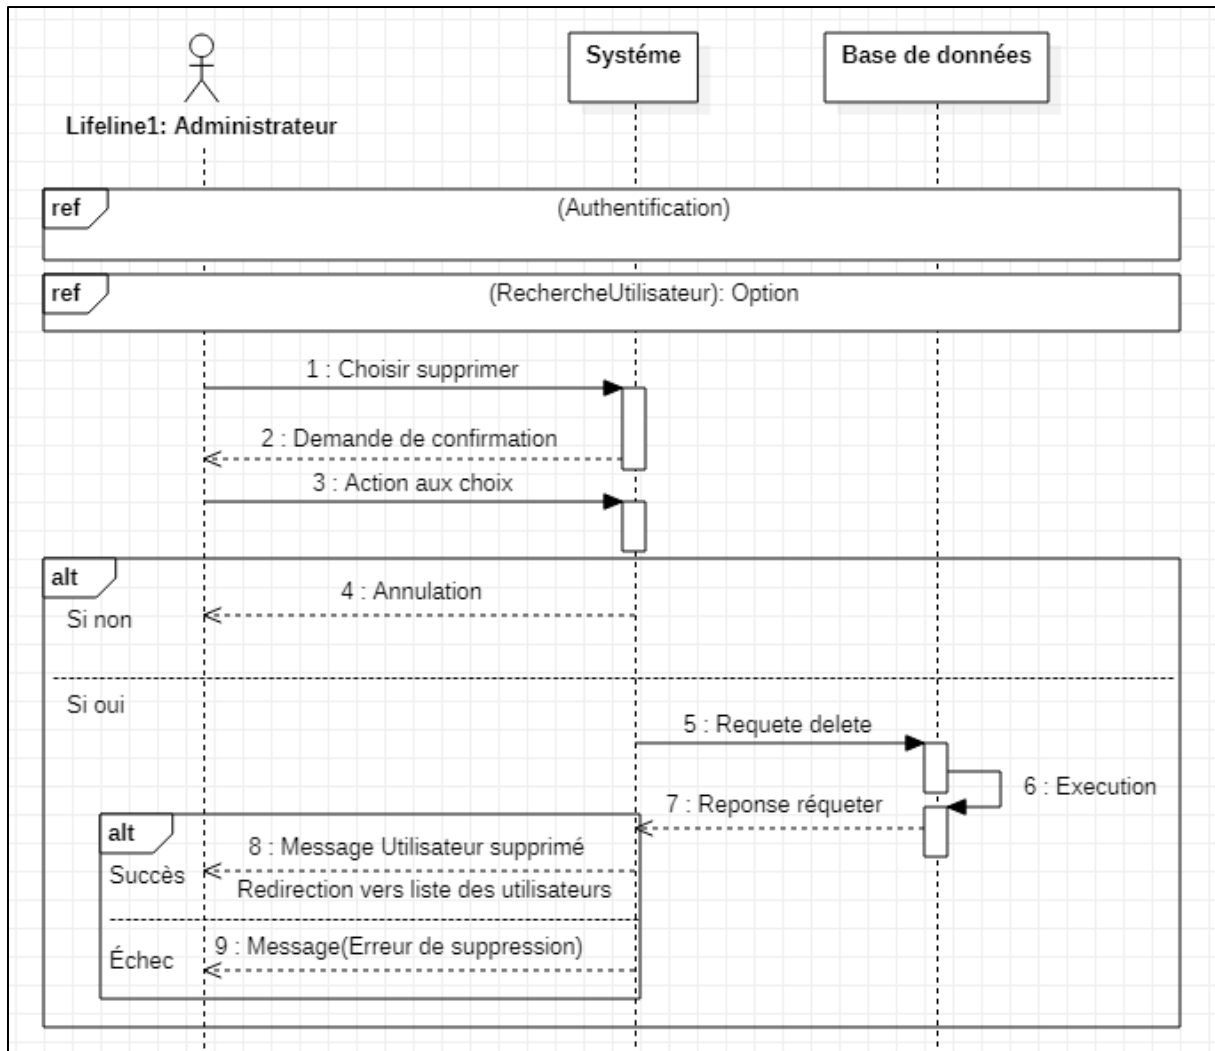 Systéme
Base de données
Lifeline1: Administrateur
ref
(Authentification)
ref
(RechercheUtilisateur): Option
1 : Choisir supprimer
2 : Demande de confirmation
3 : Action aux choix
alt
4 : Annulation
Si non
Si oui
5 : Requete delete
6 : Execution
7 : Reponse réqueter
alt
8 : Message Utilisateur supprimé
Succès
Redirection vers liste des utilisateurs
9 : Message(Erreur de suppression)
Échec